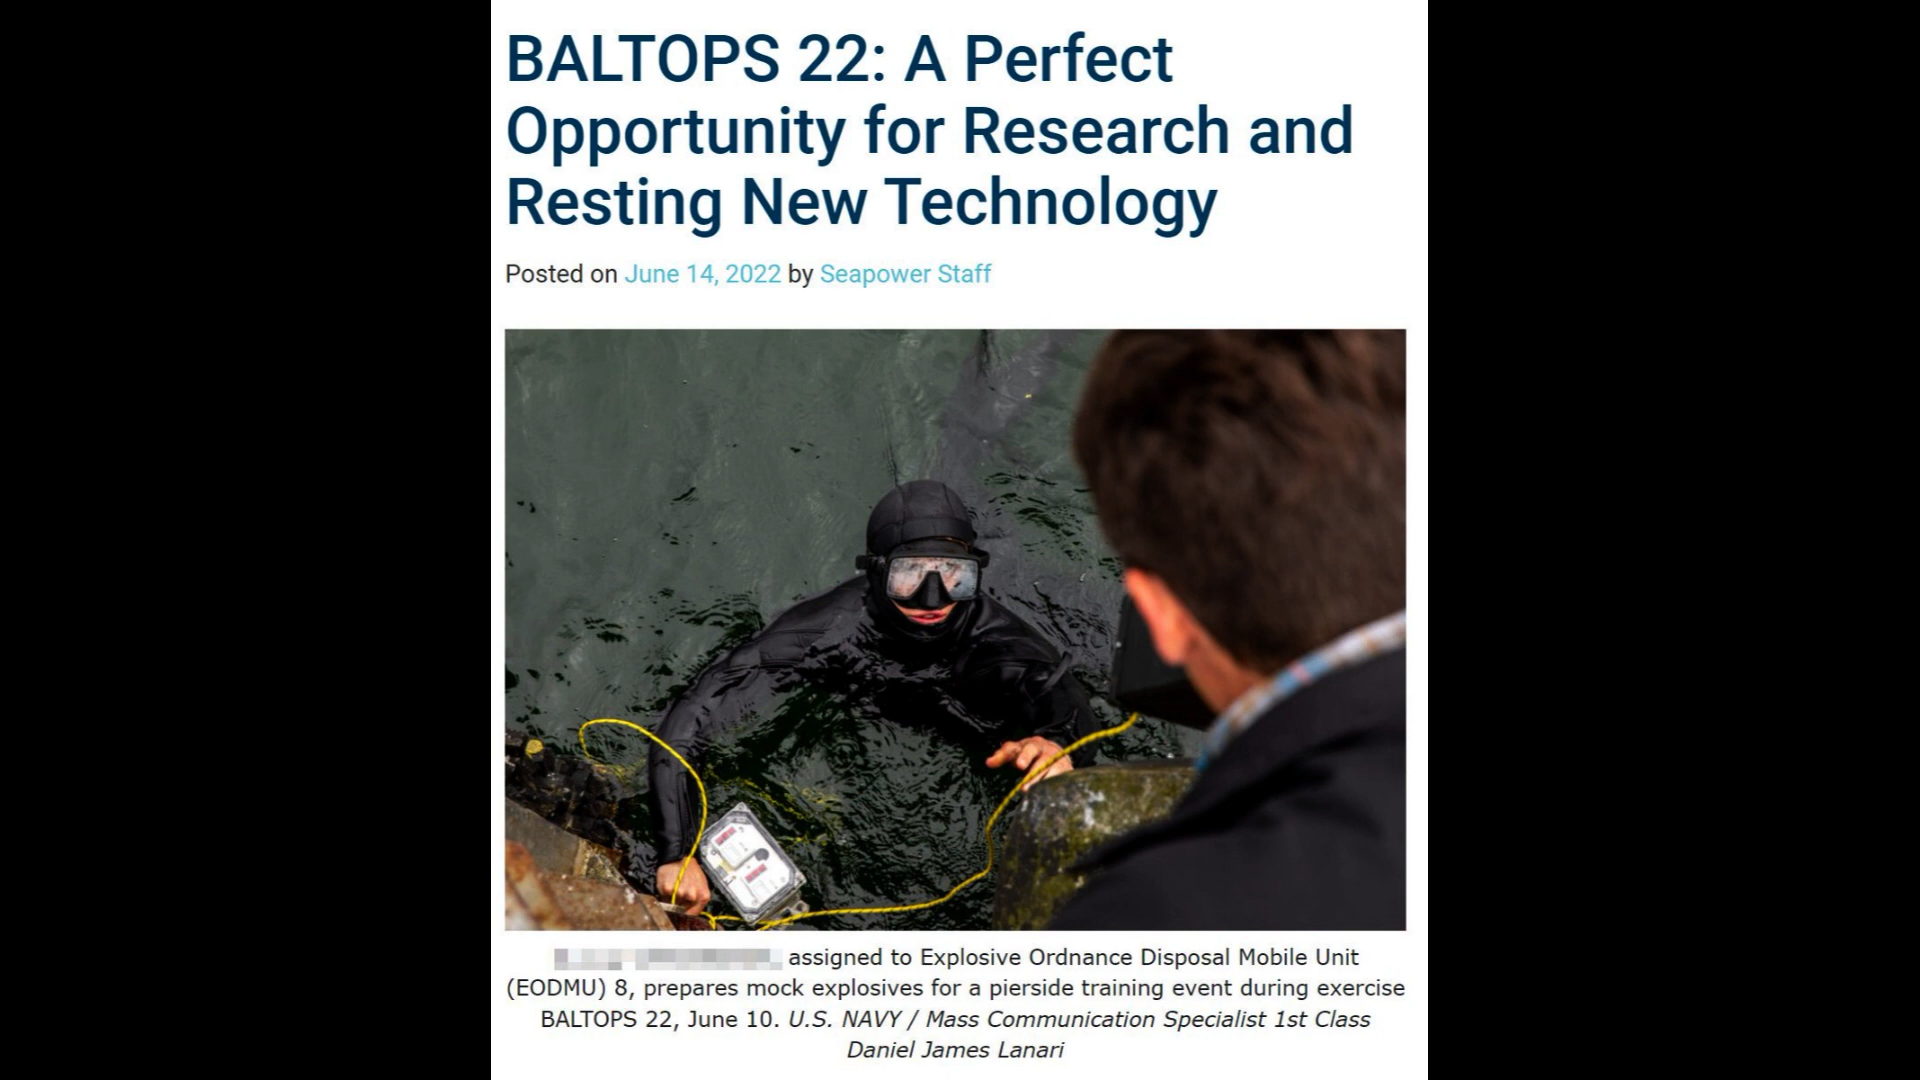 BALTOPS 22: A Perfect
Opportunity for Research and
Resting New Technology
Posted on June 14, 2022 by Seapower Staff
assigned to Explosive Ordnance Disposal Mobile Unit
(EODMU) 8, prepares mock explosives for a pierside training event during exercise
BALTOPS 22, June 10. U.S. NAVY / Mass Communication Specialist 1st Class
Daniel James Lanari